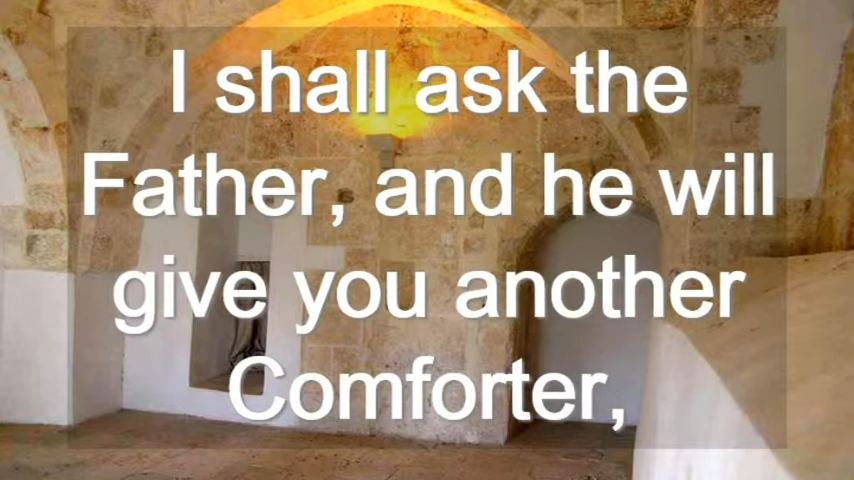 I shall ask the
Father, and he will
give you another
Comforter,